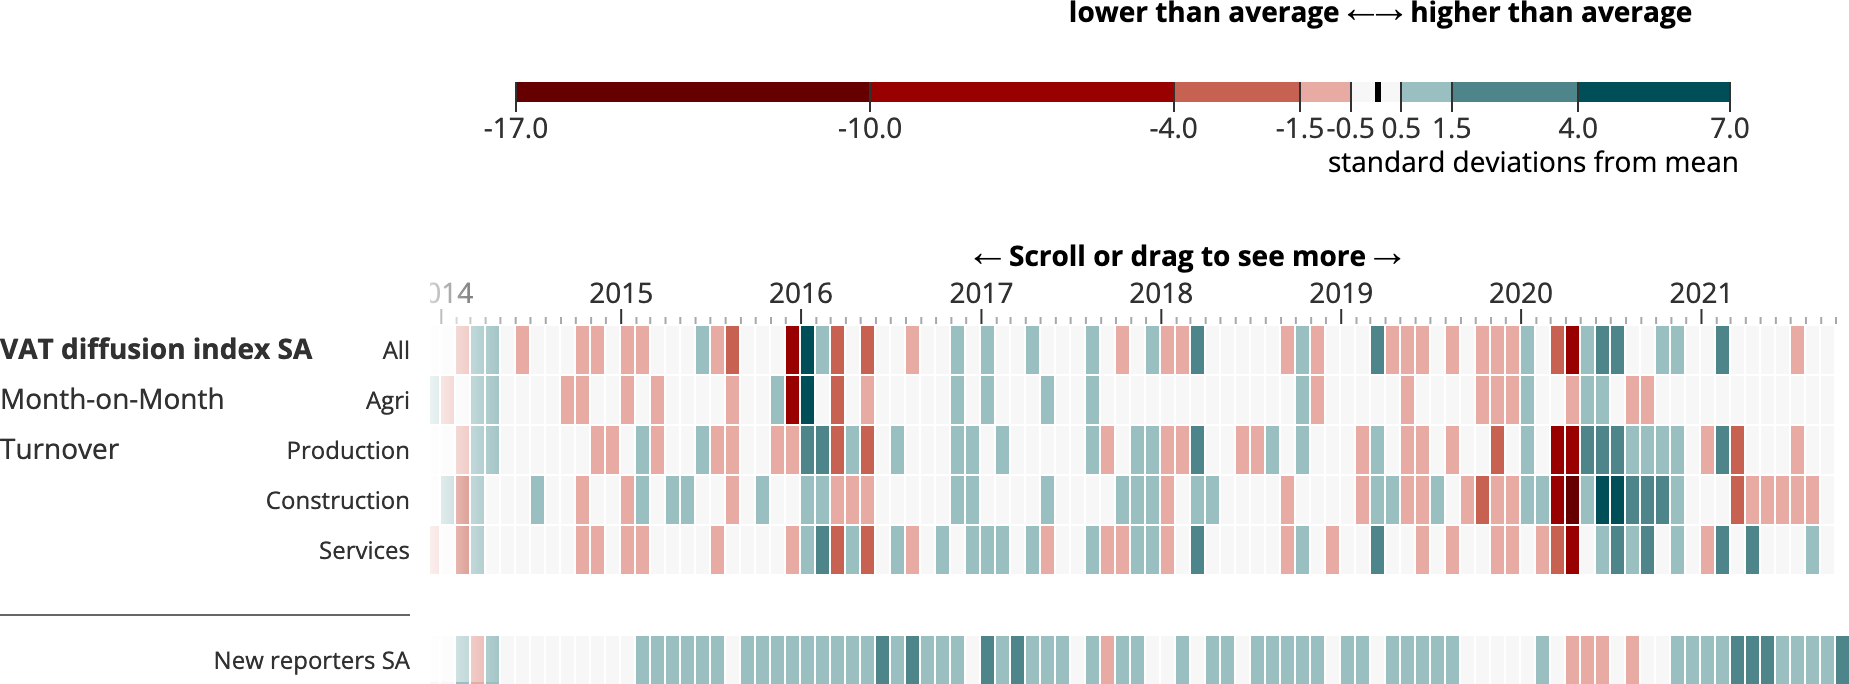 lower than average ←→ higher than average
-17.0 -10.0 -4.0 -1.5 -0.5 0.5 1.5 4.0 7.0
standard deviations from mean
← Scroll or drag to see more →
014 2015 2016 2017 2018 2019 2020 2021
VAT diffusion index SA All
Month-on-Month Agri
Turnover Production
Construction
Services
New reporters SA